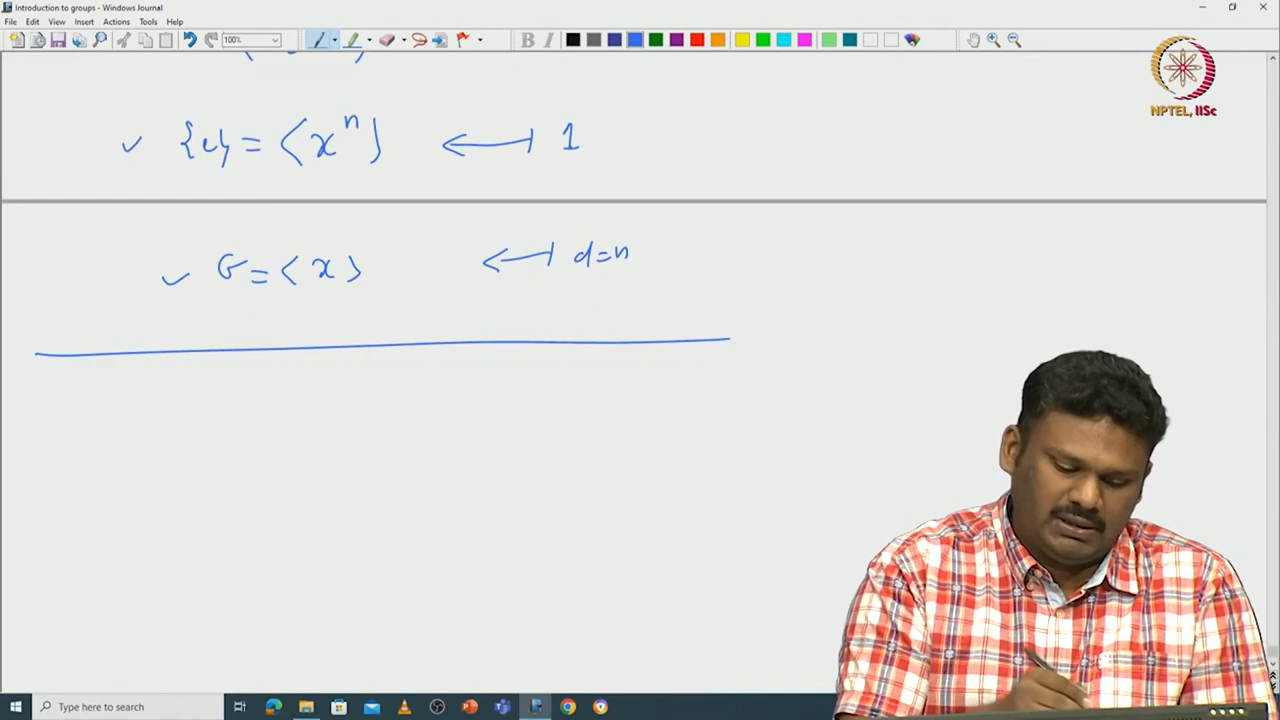 Introduction to groups - Windows Journal
File Edit View Insert Actions Tools Help
100%
B I
NPTEL, IISc
✓ {e} = ⟨x^n⟩ ⟵| 1
✓ G = ⟨x⟩ ⟵| d=n
Type here to search